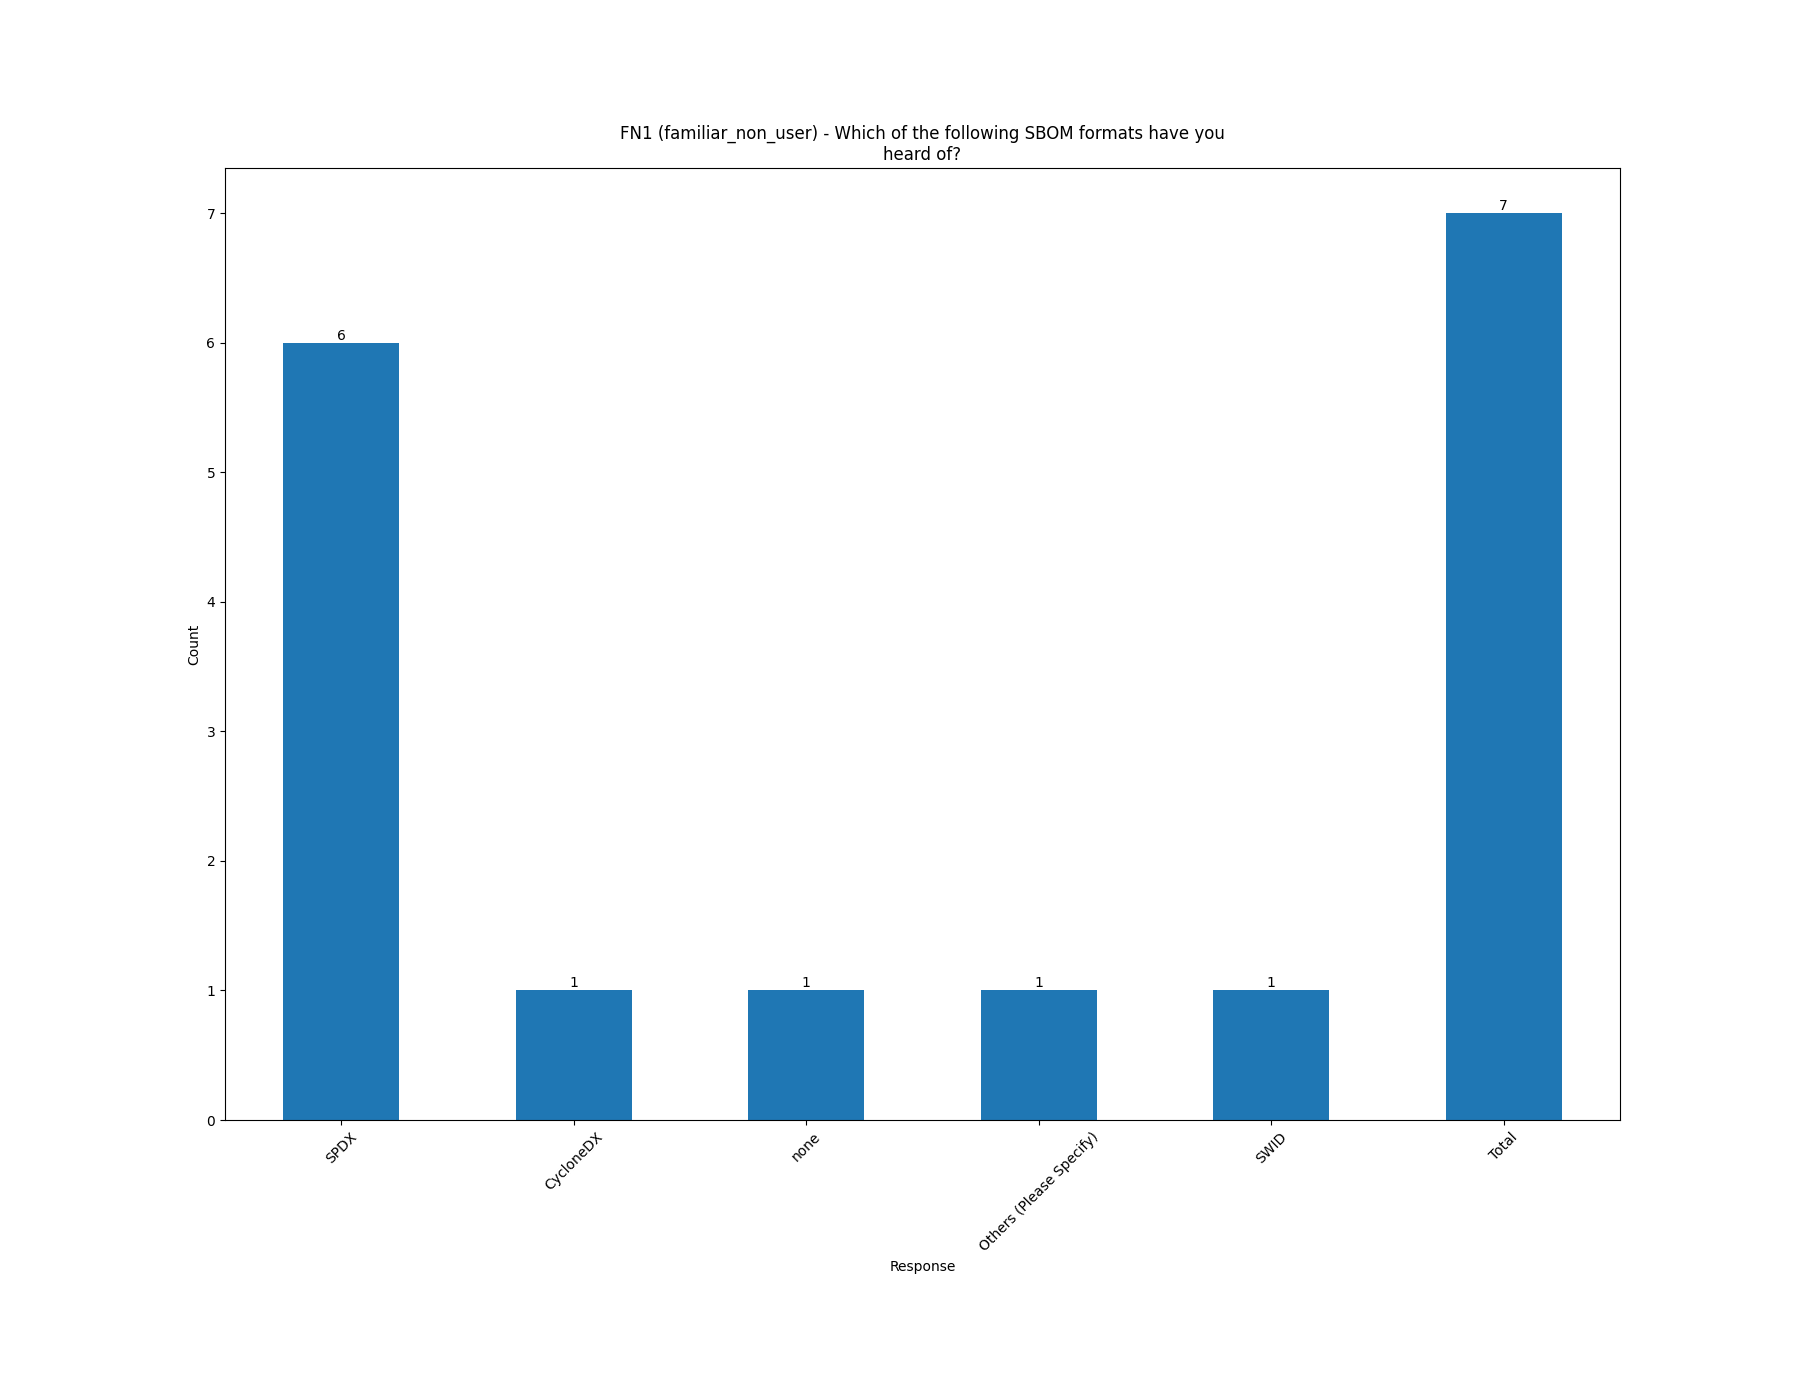 FN1 (familiar_non_user) - Which of the following SBOM formats have you
heard of?
7
6
5
4
3
2
1
0
Count
6
1
1
1
1
7
SPDX
CycloneDX
none
Others (Please Specify)
SWID
Total
Response